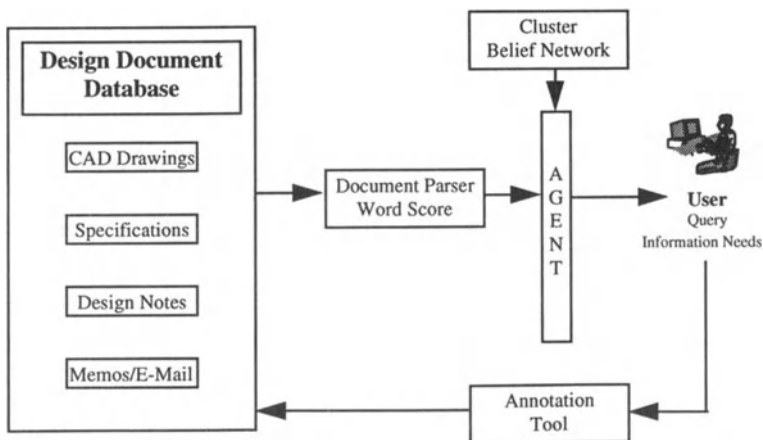 Design Document
Database
CAD Drawings
Specifications
Design Notes
Memos/E-Mail
Document Parser
Word Score
Cluster
Belief Network
A
G
E
N
T
User
Query
Information Needs
Annotation
Tool